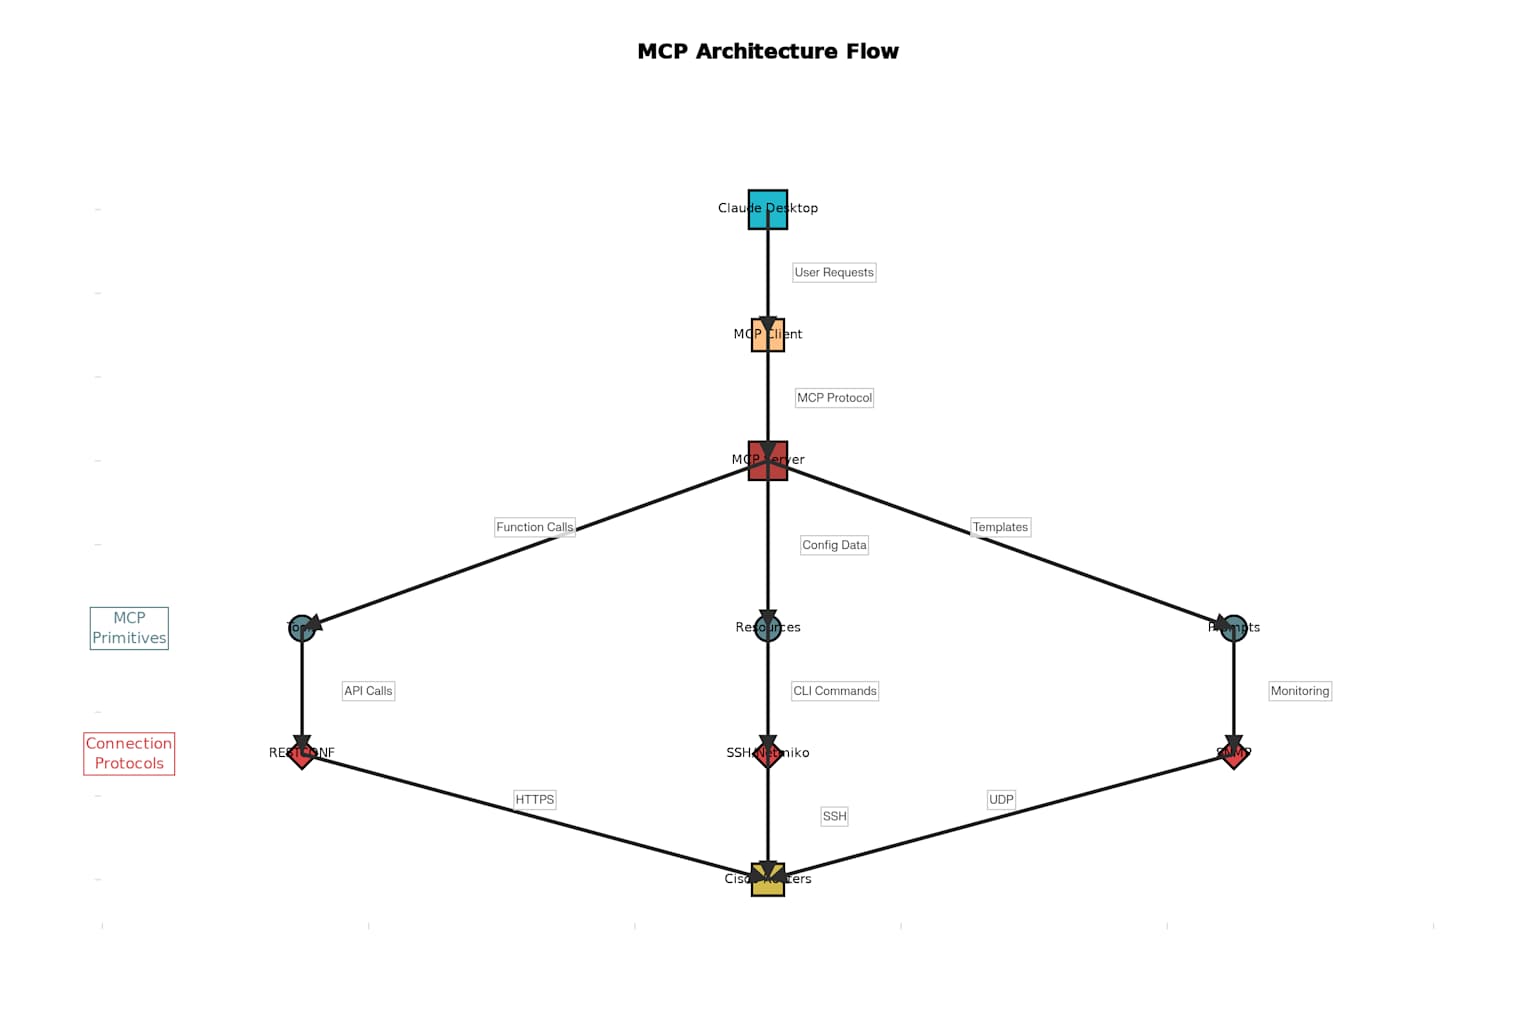 MCP Architecture Flow
Claude Desktop
User Requests
MCP Client
MCP Protocol
MCP Server
Function Calls
Templates
Config Data
MCP
Primitives
Tools
Resources
Prompts
API Calls
CLI Commands
Monitoring
Connection
Protocols
RESTCONF
SSH/Netmiko
SNMP
HTTPS
UDP
SSH
Cisco Routers